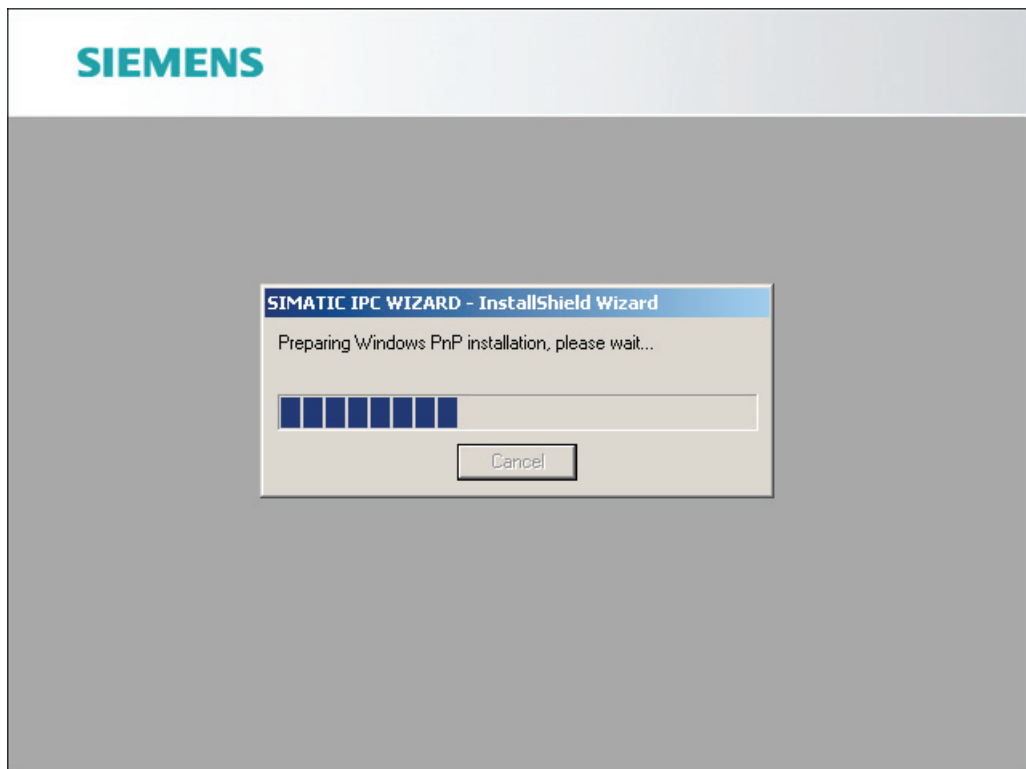 SIEMENS
SIMATIC IPC WIZARD - InstallShield Wizard
Preparing Windows PnP installation, please wait...
Cancel